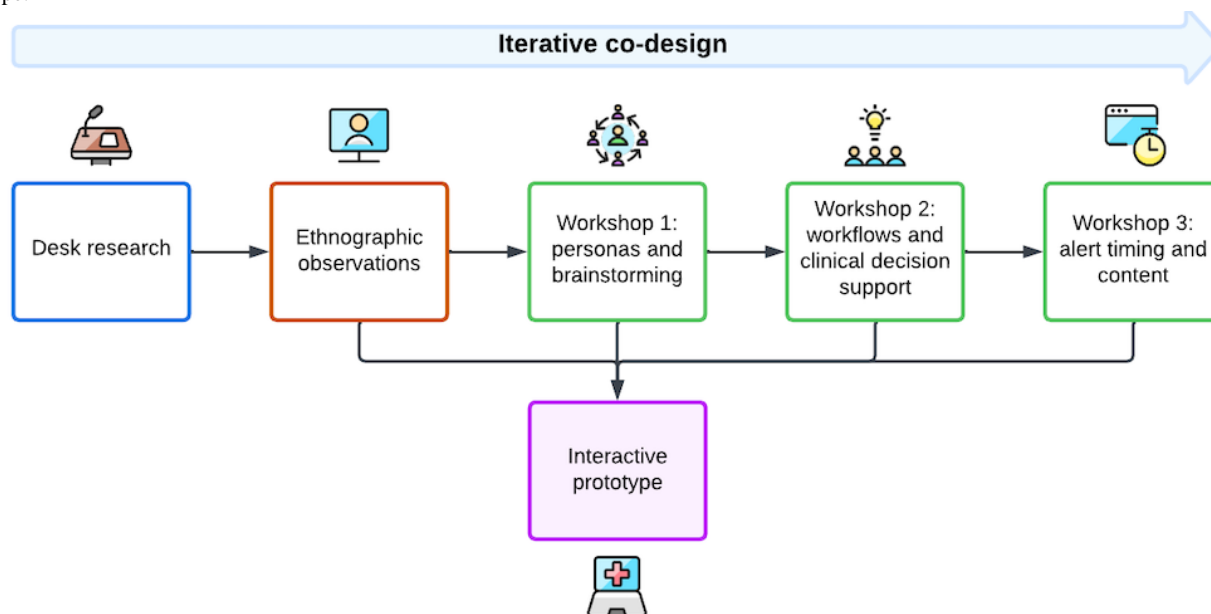 Iterative co-design
Desk research
Ethnographic
observations
Workshop 1:
personas and
brainstorming
Workshop 2:
workflows and
clinical decision
support
Workshop 3:
alert timing and
content
Interactive
prototype